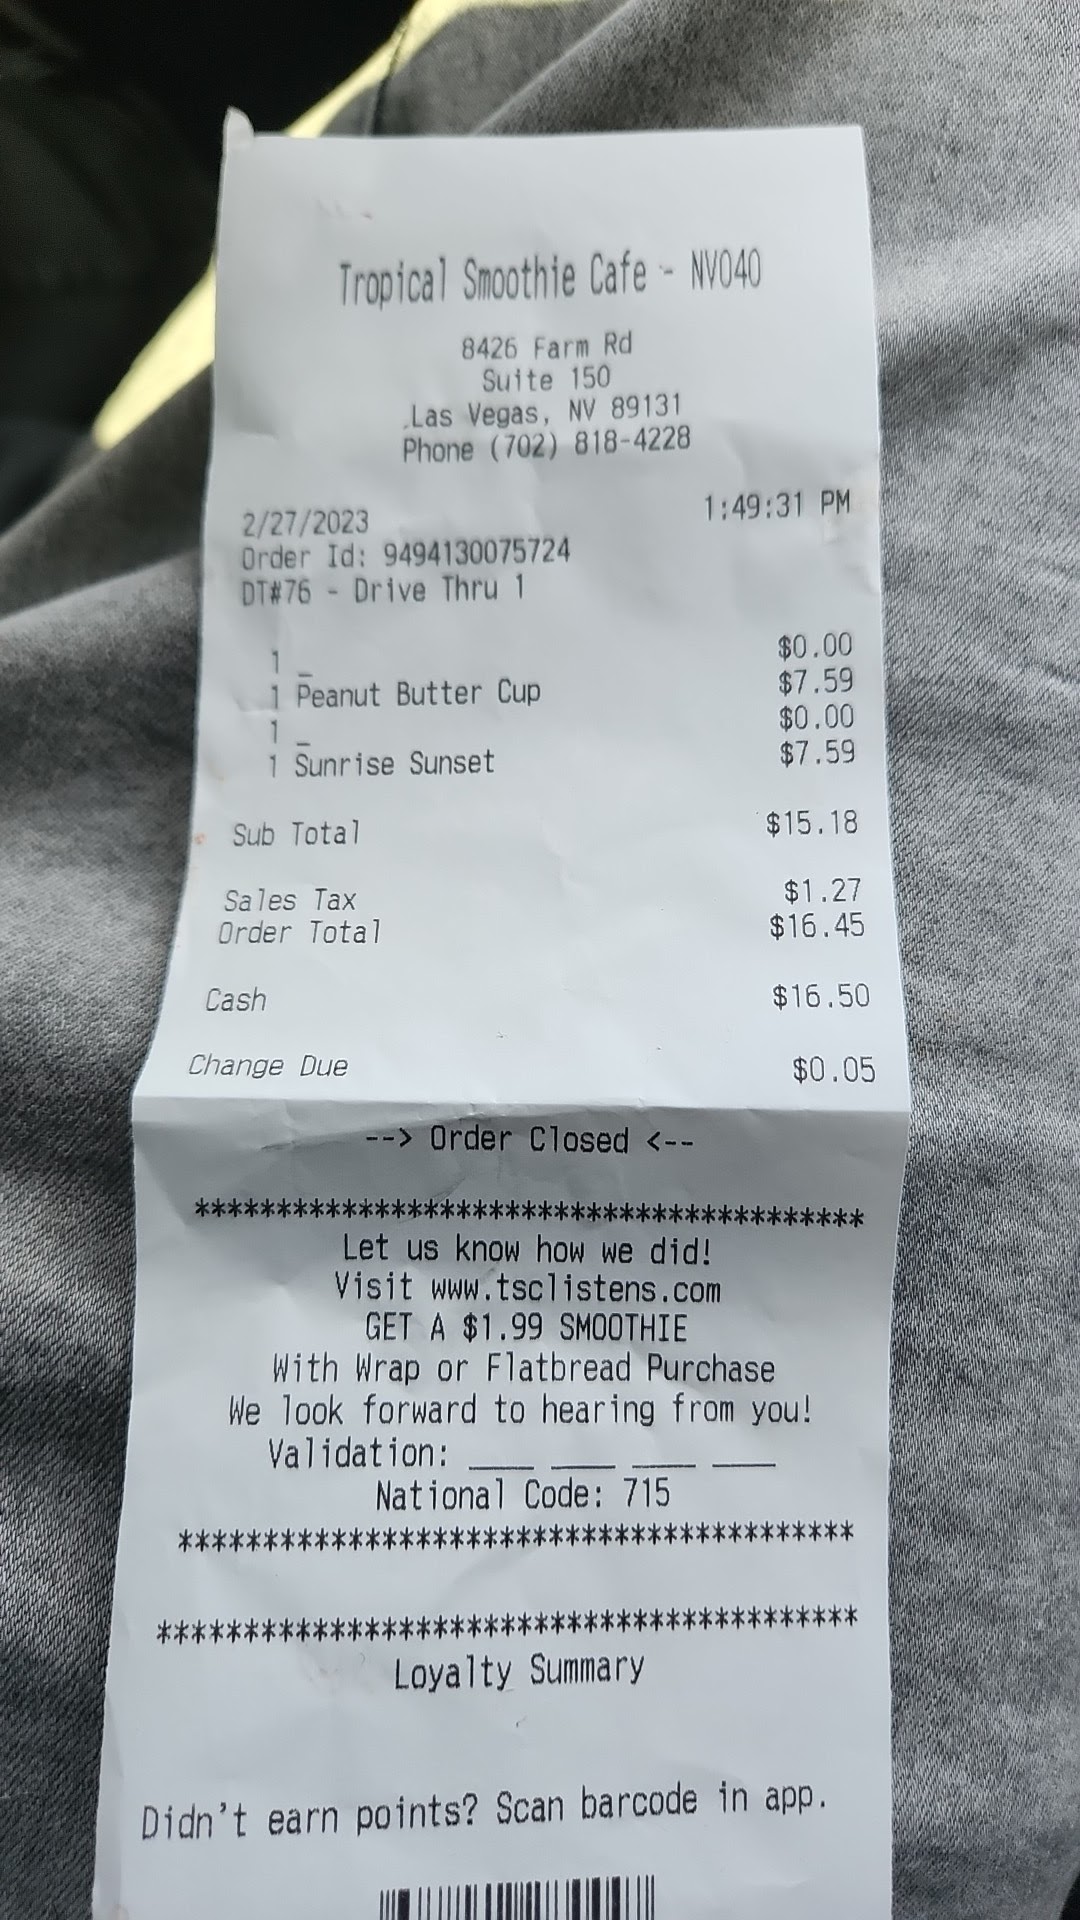 Tropical Smoothie Cafe - NV040
8426 Farm Rd
Suite 150
Las Vegas, NV 89131
Phone (702) 818-4228
2/27/2023 1:49:31 PM
Order Id: 9494130075724
DT#76 - Drive Thru 1
1 _ $0.00
1 Peanut Butter Cup $7.59
1 _ $0.00
1 Sunrise Sunset $7.59
Sub Total $15.18
Sales Tax $1.27
Order Total $16.45
Cash $16.50
Change Due $0.05
--> Order Closed <--
*****************************************
Let us know how we did!
Visit www.tsclistens.com
GET A $1.99 SMOOTHIE
With Wrap or Flatbread Purchase
We look forward to hearing from you!
Validation: ____ ____ ____ ____
National Code: 715
*****************************************
*****************************************
Loyalty Summary
Didn't earn points? Scan barcode in app.